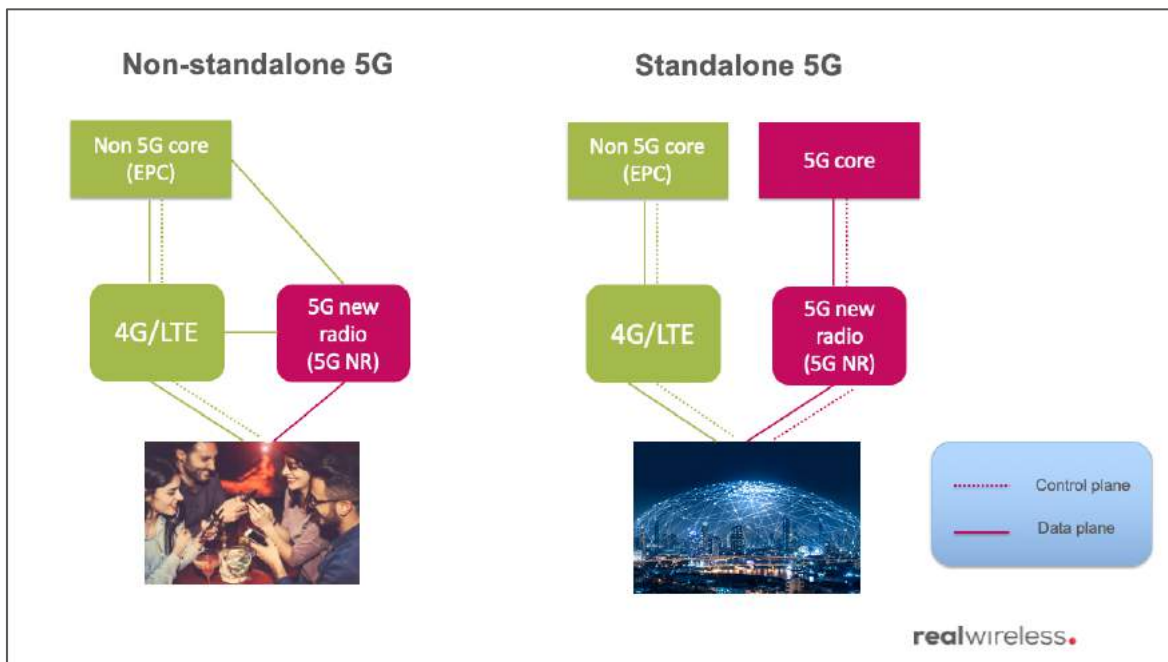 Non-standalone 5G
Non 5G core
(EPC)
4G/LTE
5G new
radio
(5G NR)
Standalone 5G
Non 5G core
(EPC)
5G core
4G/LTE
5G new
radio
(5G NR)
Control plane
Data plane
realwireless.